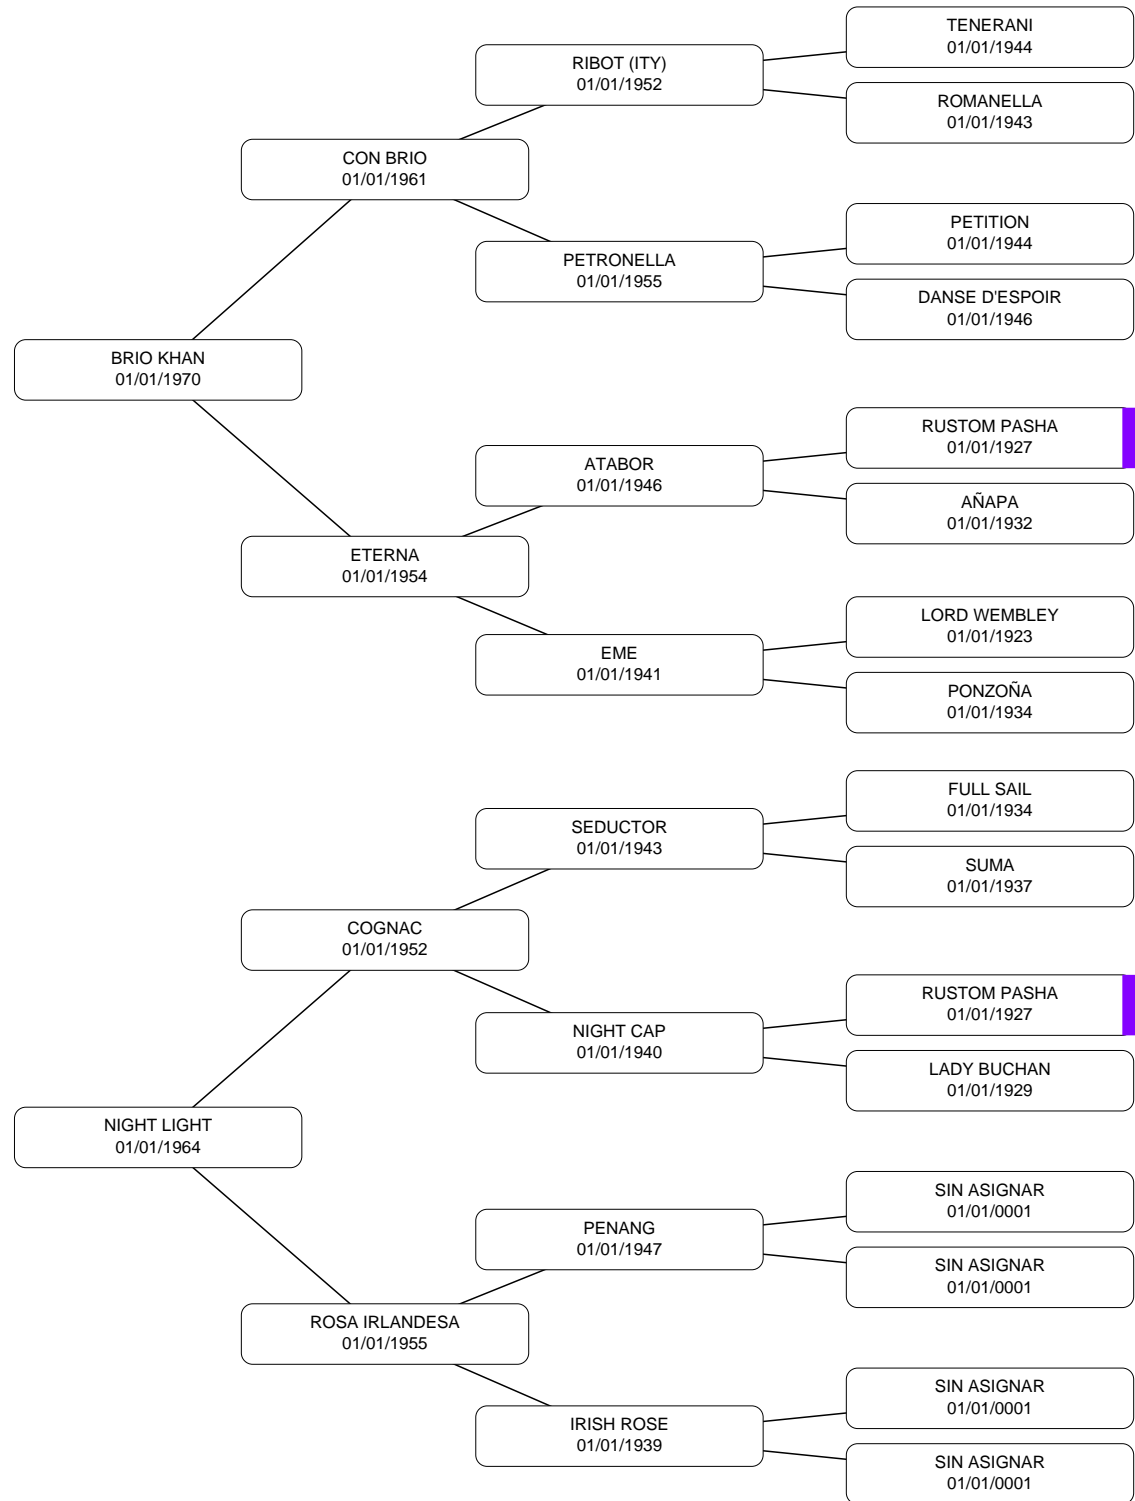 TENERANI
01/01/1944
RIBOT (ITY)
01/01/1952
ROMANELLA
01/01/1943
CON BRIO
01/01/1961
PETITION
01/01/1944
PETRONELLA
01/01/1955
DANSE D'ESPOIR
01/01/1946
BRIO KHAN
01/01/1970
RUSTOM PASHA
01/01/1927
ATABOR
01/01/1946
AÑAPA
01/01/1932
ETERNA
01/01/1954
LORD WEMBLEY
01/01/1923
EME
01/01/1941
PONZOÑA
01/01/1934
FULL SAIL
01/01/1934
SEDUCTOR
01/01/1943
SUMA
01/01/1937
COGNAC
01/01/1952
RUSTOM PASHA
01/01/1927
NIGHT CAP
01/01/1940
LADY BUCHAN
01/01/1929
NIGHT LIGHT
01/01/1964
SIN ASIGNAR
01/01/0001
PENANG
01/01/1947
SIN ASIGNAR
01/01/0001
ROSA IRLANDESA
01/01/1955
SIN ASIGNAR
01/01/0001
IRISH ROSE
01/01/1939
SIN ASIGNAR
01/01/0001